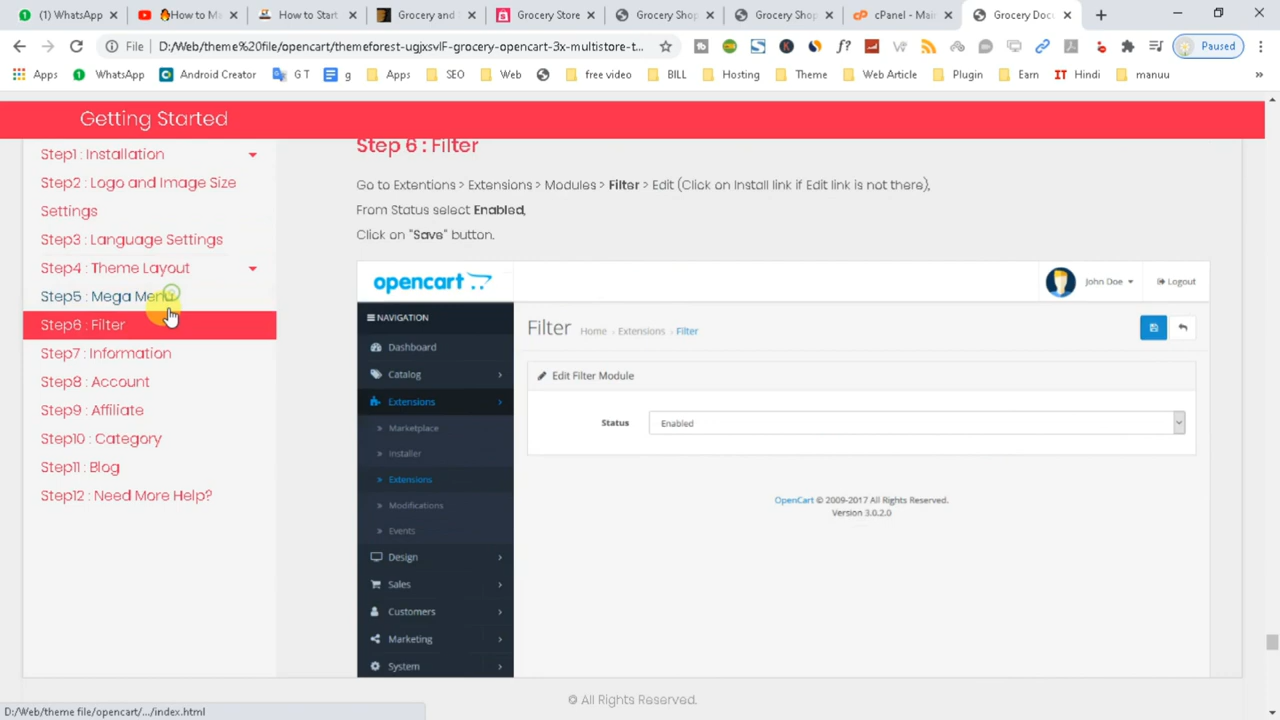 (1) WhatsApp
How to M
How to Start
Grocery and
Grocery Store
Grocery Shop
Grocery Shop
cPanel - Main
Grocery Doc
File
D:/Web/theme%20file/opencart/themeforest-ugjxsvlF-grocery-opencart-3x-multistore-t...
Paused
Apps
WhatsApp
Android Creator
G T
g
Apps
SEO
Web
free video
BILL
Hosting
Theme
Web Article
Plugin
Earn
IT Hindi
manuu
»
Getting Started
Step1 : Installation
Step2 : Logo and Image Size
Settings
Step3 : Language Settings
Step4 : Theme Layout
Step5 : Mega Menu
Step6 : Filter
Step7 : Information
Step8 : Account
Step9 : Affiliate
Step10 : Category
Step11 : Blog
Step12 : Need More Help?
Step 6 : Filter
Go to Extentions > Extensions > Modules > Filter > Edit (Click on Install link if Edit link is not there),
From Status select Enabled,
Click on "Save" button.
opencart
John Doe
Logout
NAVIGATION
Dashboard
Catalog
Extensions
» Marketplace
» Installer
» Extensions
» Modifications
» Events
Design
Sales
Customers
Marketing
System
Filter Home › Extensions › Filter
Edit Filter Module
Status Enabled
OpenCart © 2009-2017 All Rights Reserved.
Version 3.0.2.0
© All Rights Reserved.
D:/Web/theme file/opencart/.../index.html